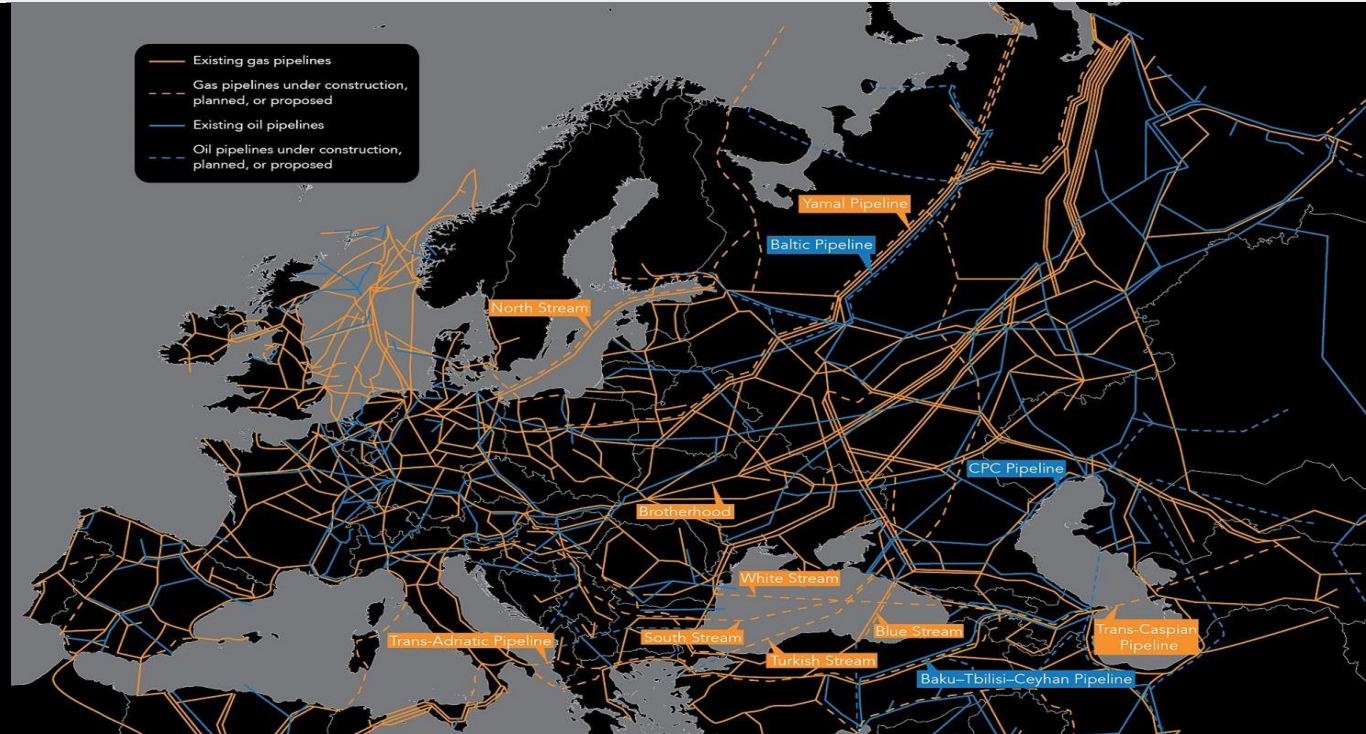 Existing gas pipelines
Gas pipelines under construction,
planned, or proposed
Existing oil pipelines
Oil pipelines under construction,
planned, or proposed
Yamal Pipeline
Baltic Pipeline
North Stream
CPC Pipeline
Brotherhood
White Stream
South Stream
Blue Stream
Trans-Adriatic Pipeline
Turkish Stream
Trans-Caspian
Pipeline
Baku–Tbilisi–Ceyhan Pipeline